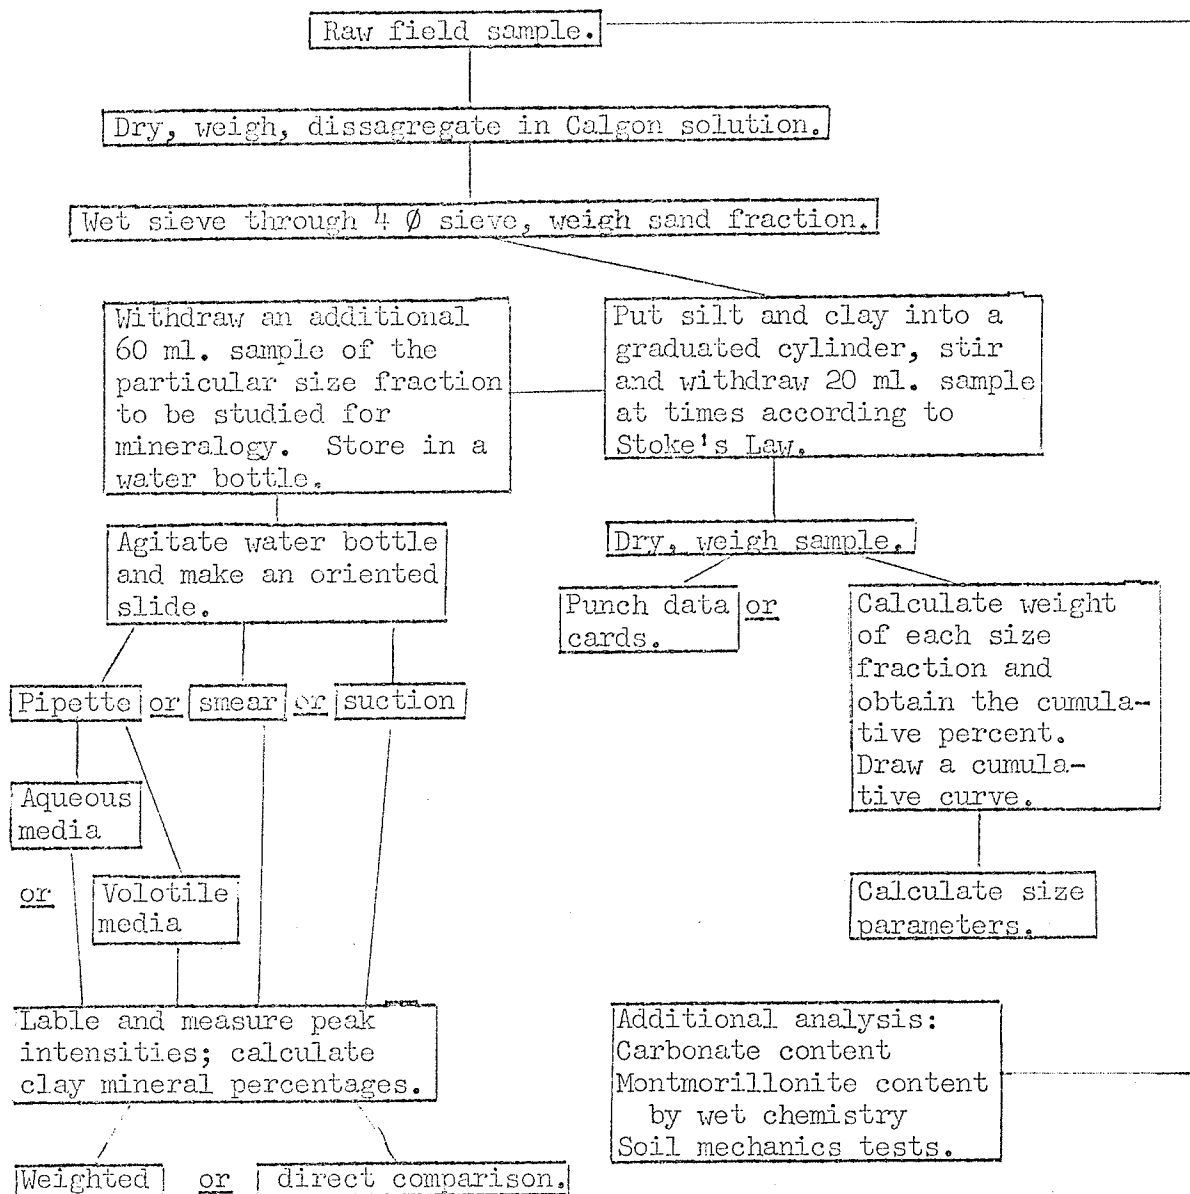 Raw field sample.
Dry, weigh, dissagregate in Calgon solution.
Wet sieve through 4 Ø sieve, weigh sand fraction.
Withdraw an additional
60 ml. sample of the
particular size fraction
to be studied for
mineralogy. Store in a
water bottle.
Put silt and clay into a
graduated cylinder, stir
and withdraw 20 ml. sample
at times according to
Stoke's Law.
Agitate water bottle
and make an oriented
slide.
Dry, weigh sample.
Punch data
cards.
or
Calculate weight
of each size
fraction and
obtain the cumula-
tive percent.
Draw a cumula-
tive curve.
Pipette or smear or suction
Aqueous
media
or
Volotile
media
Calculate size
parameters.
Lable and measure peak
intensities; calculate
clay mineral percentages.
Additional analysis:
Carbonate content
Montmorillonite content
by wet chemistry
Soil mechanics tests.
Weighted or direct comparison.